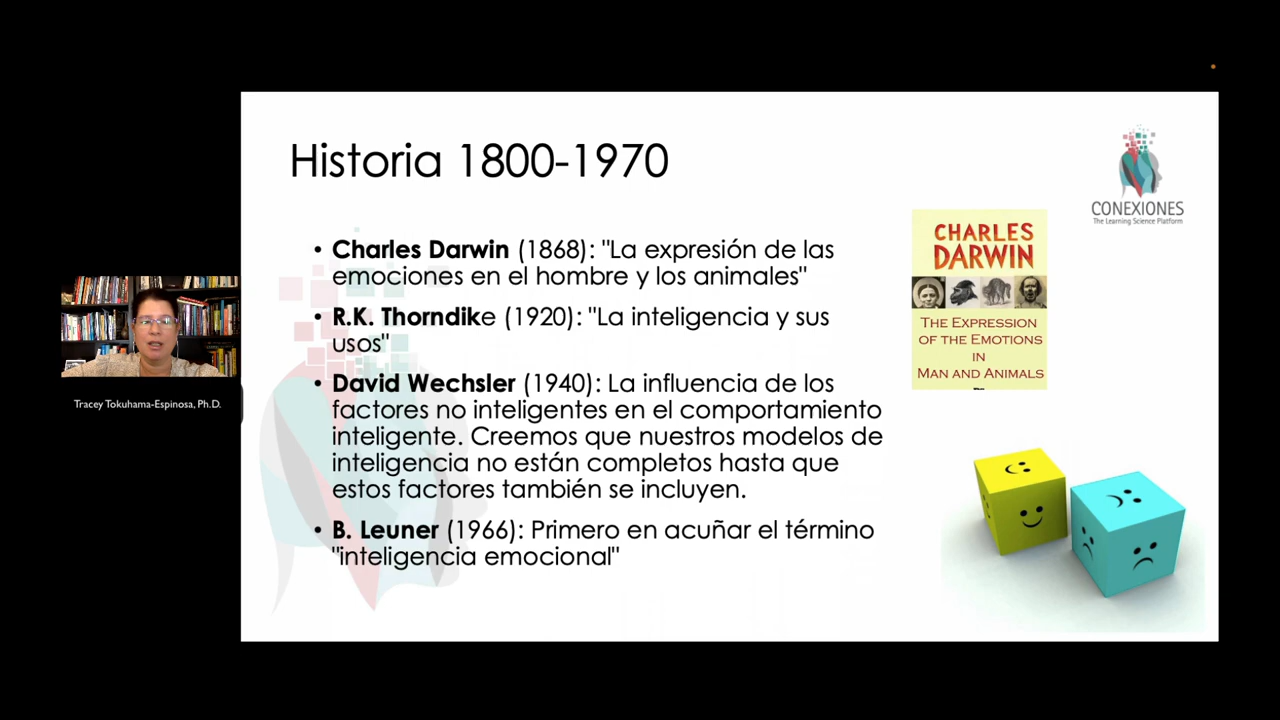 Historia 1800-1970
CONEXIONES
The Learning Science Platform
• Charles Darwin (1868): "La expresión de las
emociones en el hombre y los animales"
• R.K. Thorndike (1920): "La inteligencia y sus
usos"
• David Wechsler (1940): La influencia de los
factores no inteligentes en el comportamiento
inteligente. Creemos que nuestros modelos de
inteligencia no están completos hasta que
estos factores también se incluyen.
• B. Leuner (1966): Primero en acuñar el término
"inteligencia emocional"
CHARLES
DARWIN
THE EXPRESSION
OF THE EMOTIONS
IN
MAN AND ANIMALS
Tracey Tokuhama-Espinosa, Ph.D.